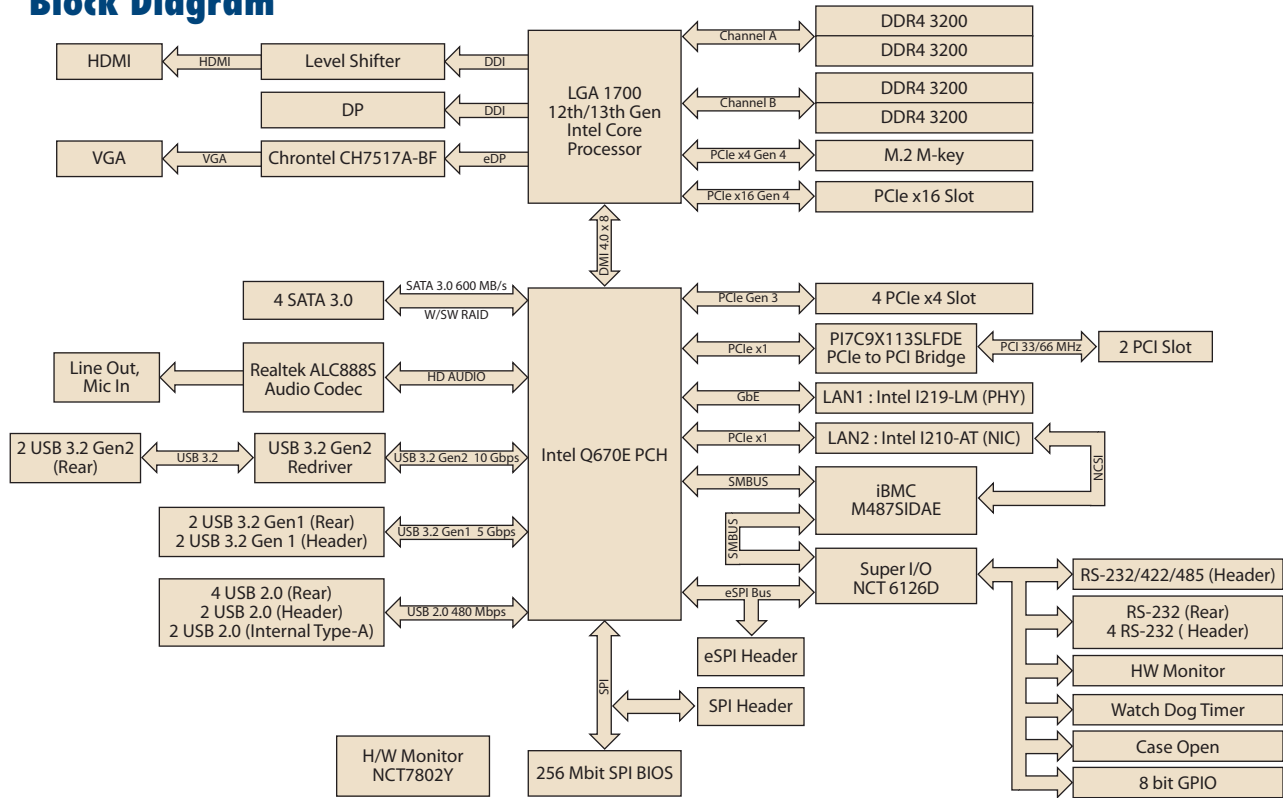 Block Diagram
HDMI
HDMI
Level Shifter
DDI
DP
DDI
VGA
VGA
Chrontel CH7517A-BF
eDP
LGA 1700
12th/13th Gen
Intel Core
Processor
Channel A
DDR4 3200
DDR4 3200
Channel B
DDR4 3200
DDR4 3200
PCIe x4 Gen 4
M.2 M-key
PCIe x16 Gen 4
PCIe x16 Slot
DMI 4.0 x 8
4 SATA 3.0
SATA 3.0 600 MB/s
W/SW RAID
Line Out,
Mic In
Realtek ALC888S
Audio Codec
HD AUDIO
2 USB 3.2 Gen2
(Rear)
USB 3.2
USB 3.2 Gen2
Redriver
USB 3.2 Gen2 10 Gbps
2 USB 3.2 Gen1 (Rear)
2 USB 3.2 Gen 1 (Header)
USB 3.2 Gen1 5 Gbps
4 USB 2.0 (Rear)
2 USB 2.0 (Header)
2 USB 2.0 (Internal Type-A)
USB 2.0 480 Mbps
Intel Q670E PCH
PCIe Gen 3
4 PCIe x4 Slot
PCIe x1
PI7C9X113SLFDE
PCIe to PCI Bridge
PCI 33/66 MHz
2 PCI Slot
GbE
LAN1 : Intel I219-LM (PHY)
PCIe x1
LAN2 : Intel I210-AT (NIC)
NCSI
SMBUS
iBMC
M487SIDAE
SMBUS
Super I/O
NCT 6126D
eSPI Bus
eSPI Header
SPI
SPI Header
256 Mbit SPI BIOS
H/W Monitor
NCT7802Y
RS-232/422/485 (Header)
RS-232 (Rear)
4 RS-232 ( Header)
HW Monitor
Watch Dog Timer
Case Open
8 bit GPIO